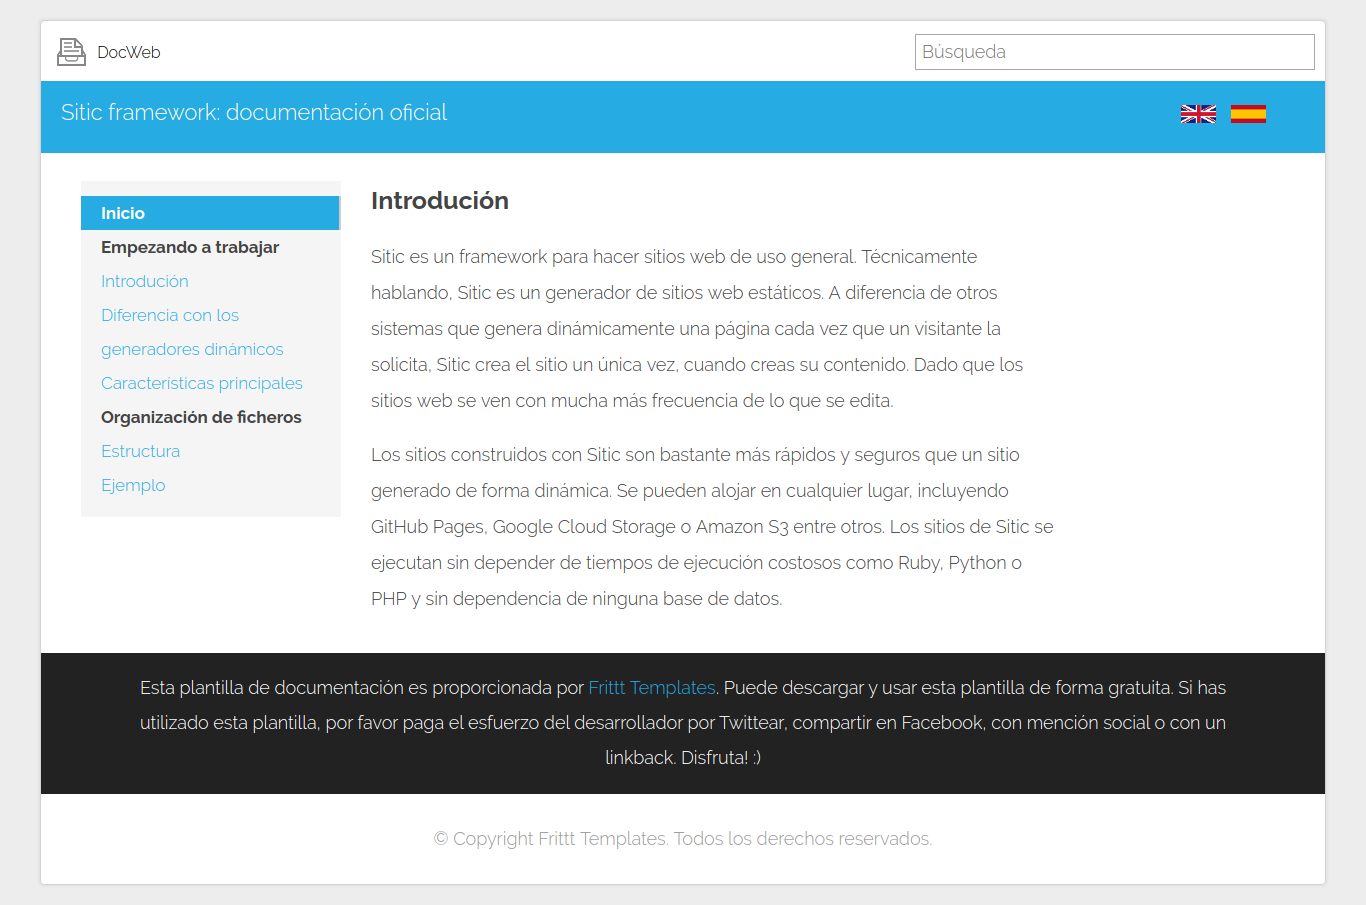 DocWeb
Búsqueda
Sitic framework: documentación oficial
Inicio
Empezando a trabajar
Introdución
Diferencia con los
generadores dinámicos
Características principales
Organización de ficheros
Estructura
Ejemplo
Introdución
Sitic es un framework para hacer sitios web de uso general. Técnicamente
hablando, Sitic es un generador de sitios web estáticos. A diferencia de otros
sistemas que genera dinámicamente una página cada vez que un visitante la
solicita, Sitic crea el sitio un única vez, cuando creas su contenido. Dado que los
sitios web se ven con mucha más frecuencia de lo que se edita.
Los sitios construidos con Sitic son bastante más rápidos y seguros que un sitio
generado de forma dinámica. Se pueden alojar en cualquier lugar, incluyendo
GitHub Pages, Google Cloud Storage o Amazon S3 entre otros. Los sitios de Sitic se
ejecutan sin depender de tiempos de ejecución costosos como Ruby, Python o
PHP y sin dependencia de ninguna base de datos.
Esta plantilla de documentación es proporcionada por Frittt Templates. Puede descargar y usar esta plantilla de forma gratuita. Si has
utilizado esta plantilla, por favor paga el esfuerzo del desarrollador por Twittear, compartir en Facebook, con mención social o con un
linkback. Disfruta! :)
© Copyright Frittt Templates. Todos los derechos reservados.